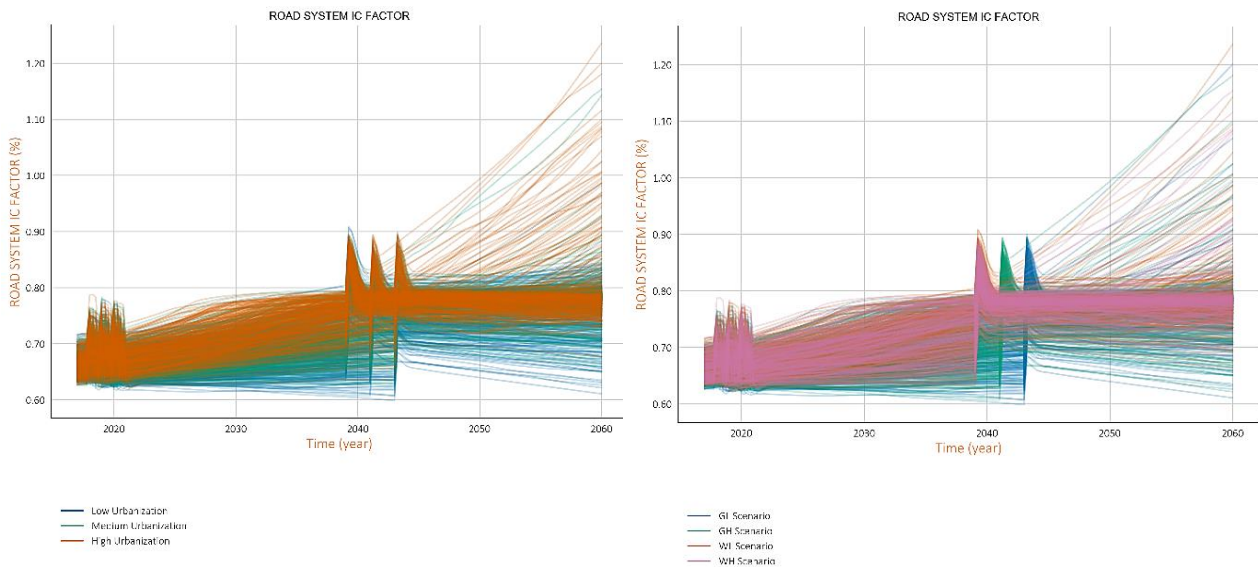 ROAD SYSTEM IC FACTOR
ROAD SYSTEM IC FACTOR (%)
1.20
1.10
1.00
0.90
0.80
0.70
0.60
2020
2030
2040
2050
2060
Time (year)
Low Urbanization
Medium Urbanization
High Urbanization
ROAD SYSTEM IC FACTOR
ROAD SYSTEM IC FACTOR (%)
1.20
1.10
1.00
0.90
0.80
0.70
0.60
2020
2030
2040
2050
2060
Time (year)
GL Scenario
GH Scenario
WL Scenario
WH Scenario